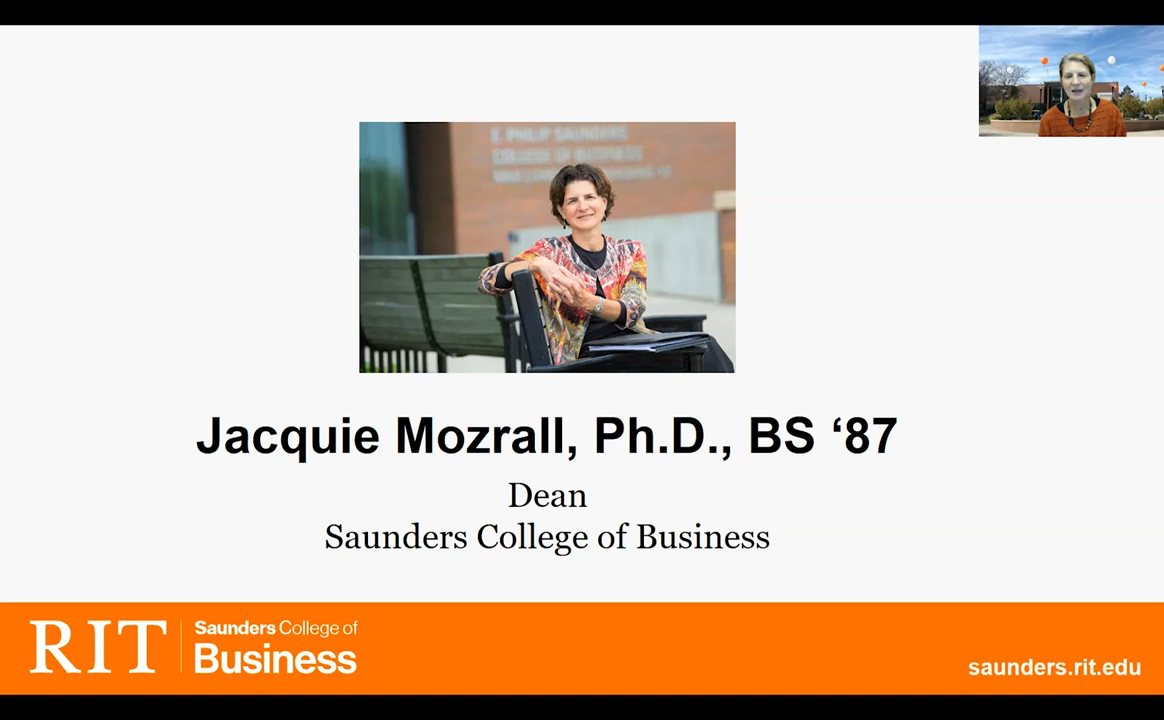 E. PHILIP SAUNDERS
COLLEGE OF BUSINESS
Jacquie Mozrall, Ph.D., BS ‘87
Dean
Saunders College of Business
RIT
Saunders College of
Business
saunders.rit.edu